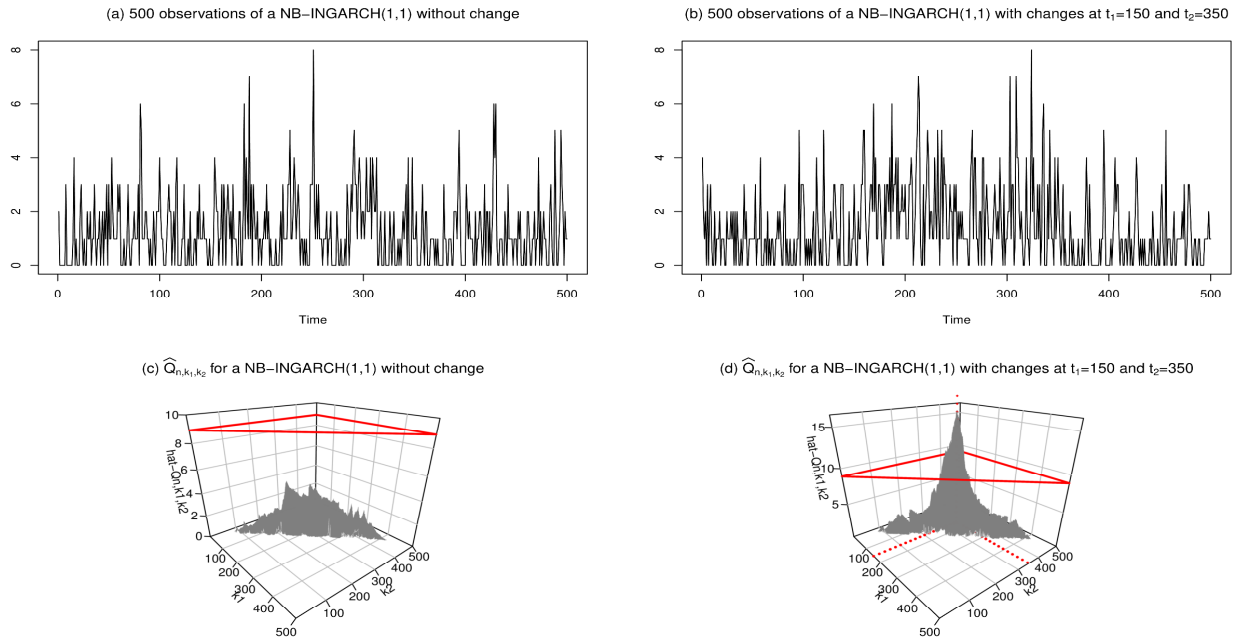 (a) 500 observations of a NB−INGARCH(1,1) without change
8
6
4
2
0
0 100 200 300 400 500
Time
(b) 500 observations of a NB−INGARCH(1,1) with changes at t₁=150 and t₂=350
8
6
4
2
0
0 100 200 300 400 500
Time
(c) Q̂n,k₁,k₂ for a NB−INGARCH(1,1) without change
10
8
6
4
2
0
hat−Qn,k1,k2
100
200
300
400
500
k1
100
200
300
400
500
k2
(d) Q̂n,k₁,k₂ for a NB−INGARCH(1,1) with changes at t₁=150 and t₂=350
15
10
5
hat−Qn,k1,k2
100
200
300
400
500
k1
100
200
300
400
500
k2